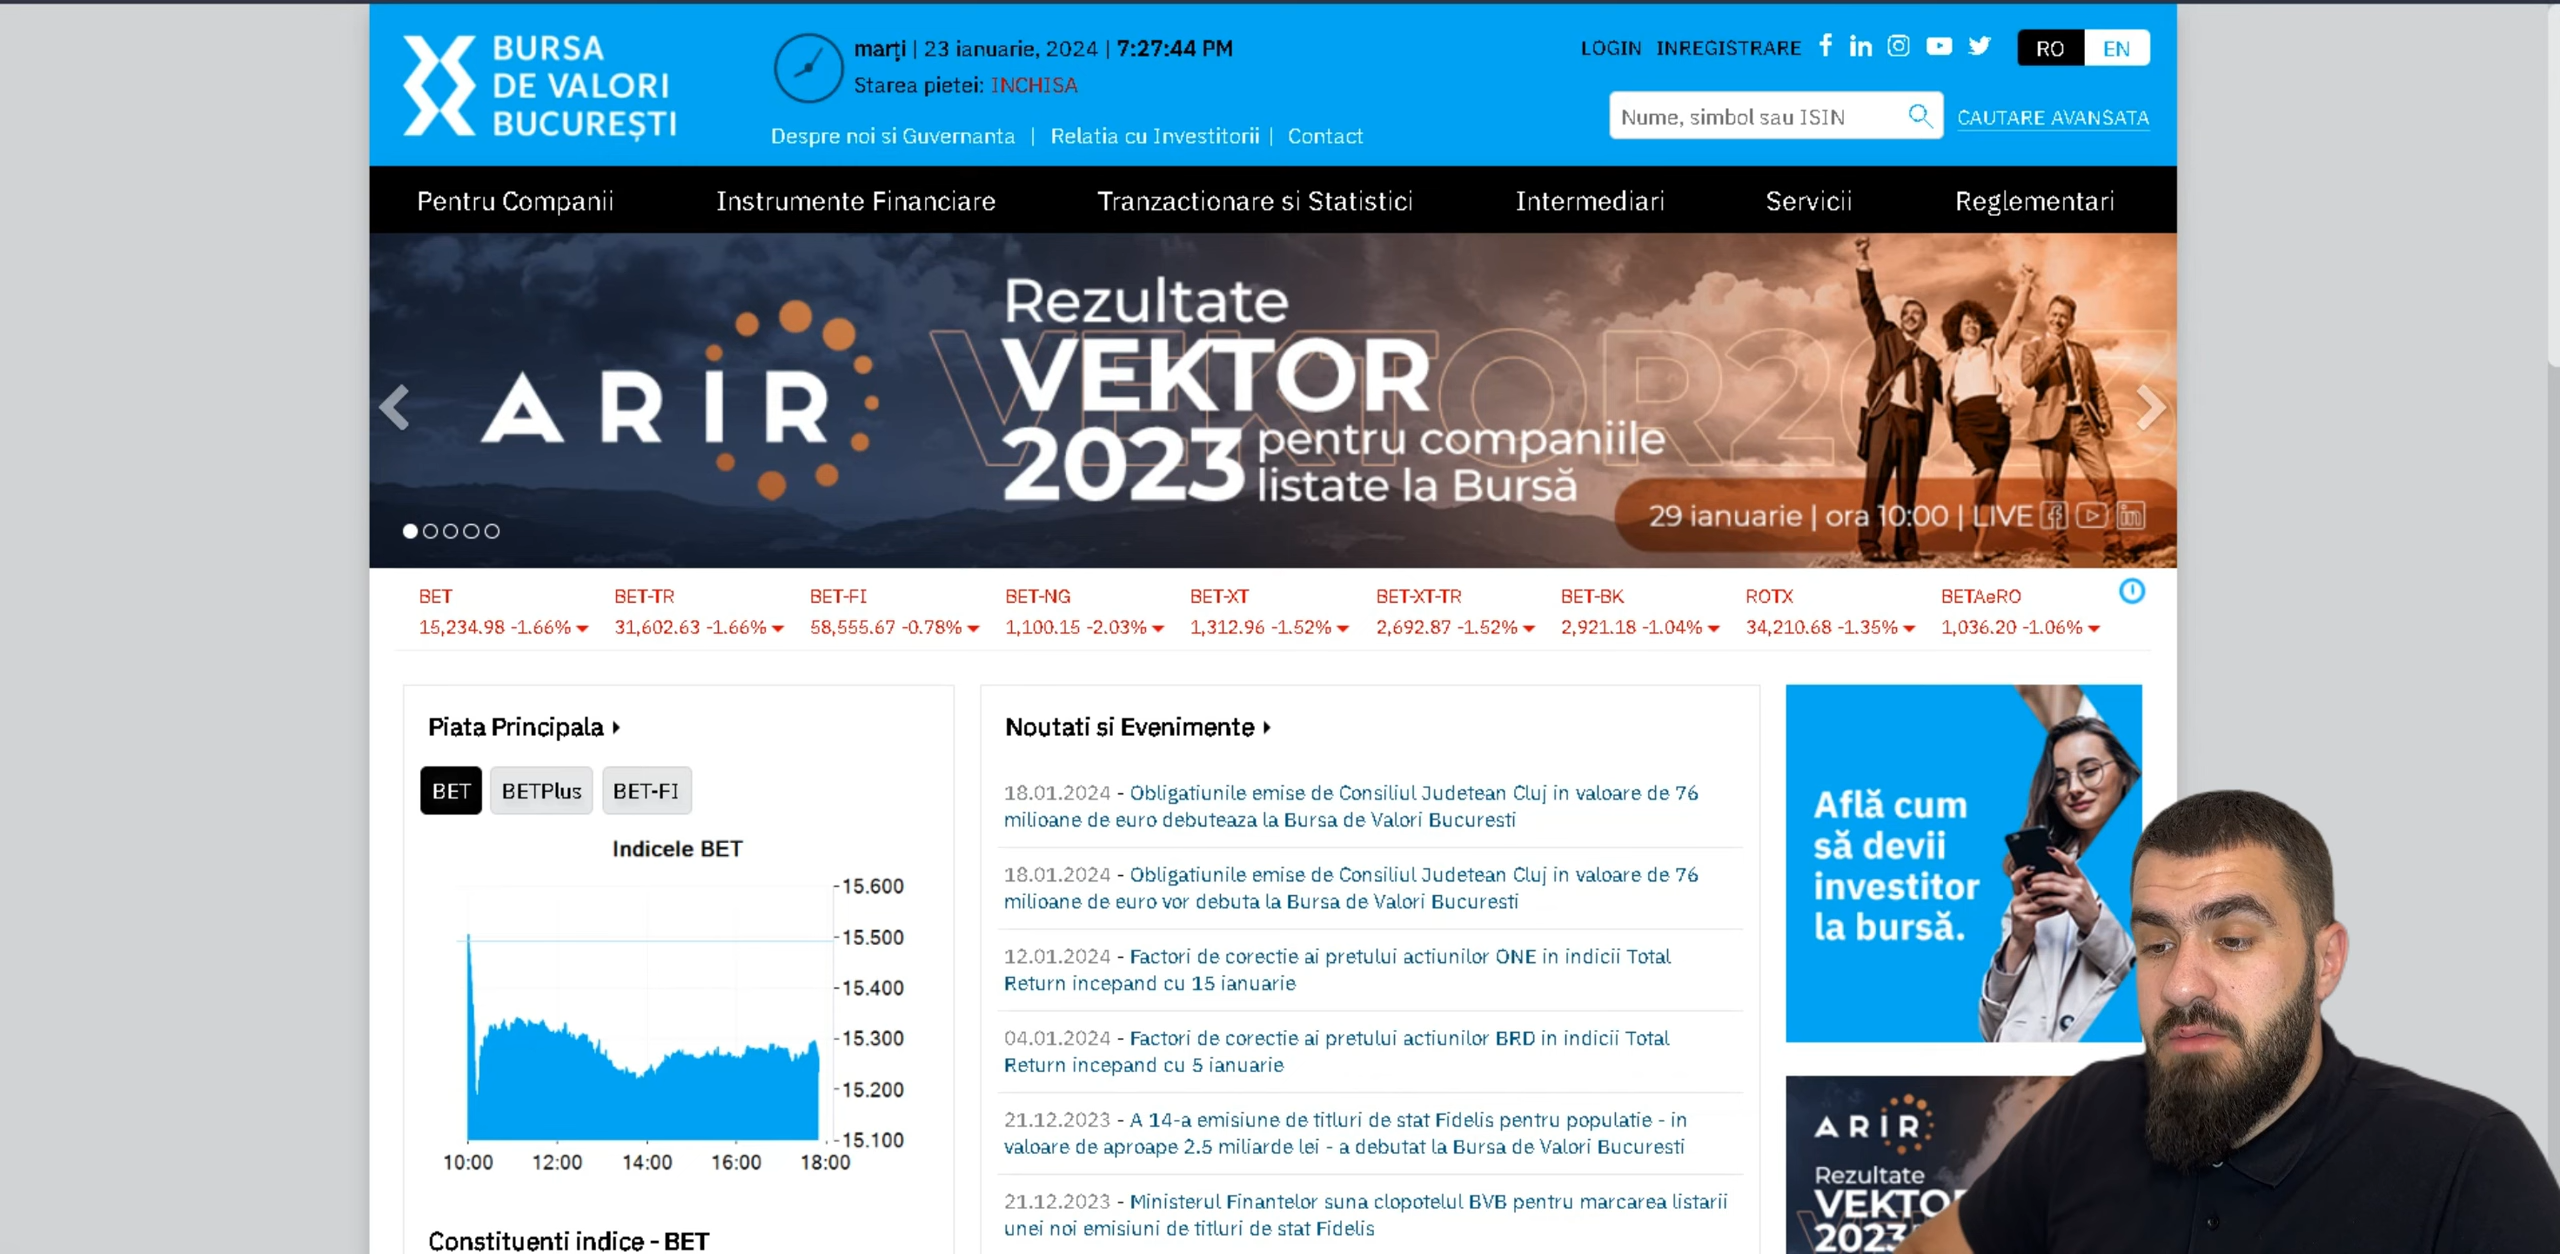 BURSA
DE VALORI
BUCUREȘTI
marți | 23 ianuarie, 2024 | 7:27:44 PM
Starea pietei: INCHISA
Despre noi si Guvernanta | Relatia cu Investitorii | Contact
LOGIN INREGISTRARE
RO EN
Nume, simbol sau ISIN
CAUTARE AVANSATA
Pentru Companii Instrumente Financiare Tranzactionare si Statistici Intermediari Servicii Reglementari
ARIR
VEKTOR2023
Rezultate
VEKTOR
2023 pentru companiile
listate la Bursă
29 ianuarie | ora 10:00 | LIVE
BET BET-TR BET-FI BET-NG BET-XT BET-XT-TR BET-BK ROTX BETAeRO
15,234.98 -1.66% 31,602.63 -1.66% 58,555.67 -0.78% 1,100.15 -2.03% 1,312.96 -1.52% 2,692.87 -1.52% 2,921.18 -1.04% 34,210.68 -1.35% 1,036.20 -1.06%
Piata Principala
BET BETPlus BET-FI
Indicele BET
15.600
15.500
15.400
15.300
15.200
15.100
10:00 12:00 14:00 16:00 18:00
Constituenti indice - BET
Noutati si Evenimente
18.01.2024 - Obligatiunile emise de Consiliul Judetean Cluj in valoare de 76
milioane de euro debuteaza la Bursa de Valori Bucuresti
18.01.2024 - Obligatiunile emise de Consiliul Judetean Cluj in valoare de 76
milioane de euro vor debuta la Bursa de Valori Bucuresti
12.01.2024 - Factori de corectie ai pretului actiunilor ONE in indicii Total
Return incepand cu 15 ianuarie
04.01.2024 - Factori de corectie ai pretului actiunilor BRD in indicii Total
Return incepand cu 5 ianuarie
21.12.2023 - A 14-a emisiune de titluri de stat Fidelis pentru populatie - in
valoare de aproape 2.5 miliarde lei - a debutat la Bursa de Valori Bucuresti
21.12.2023 - Ministerul Finantelor suna clopotelul BVB pentru marcarea listarii
unei noi emisiuni de titluri de stat Fidelis
Află cum
să devii
investitor
la bursă.
ARIR
Rezultate
VEKTO
2023